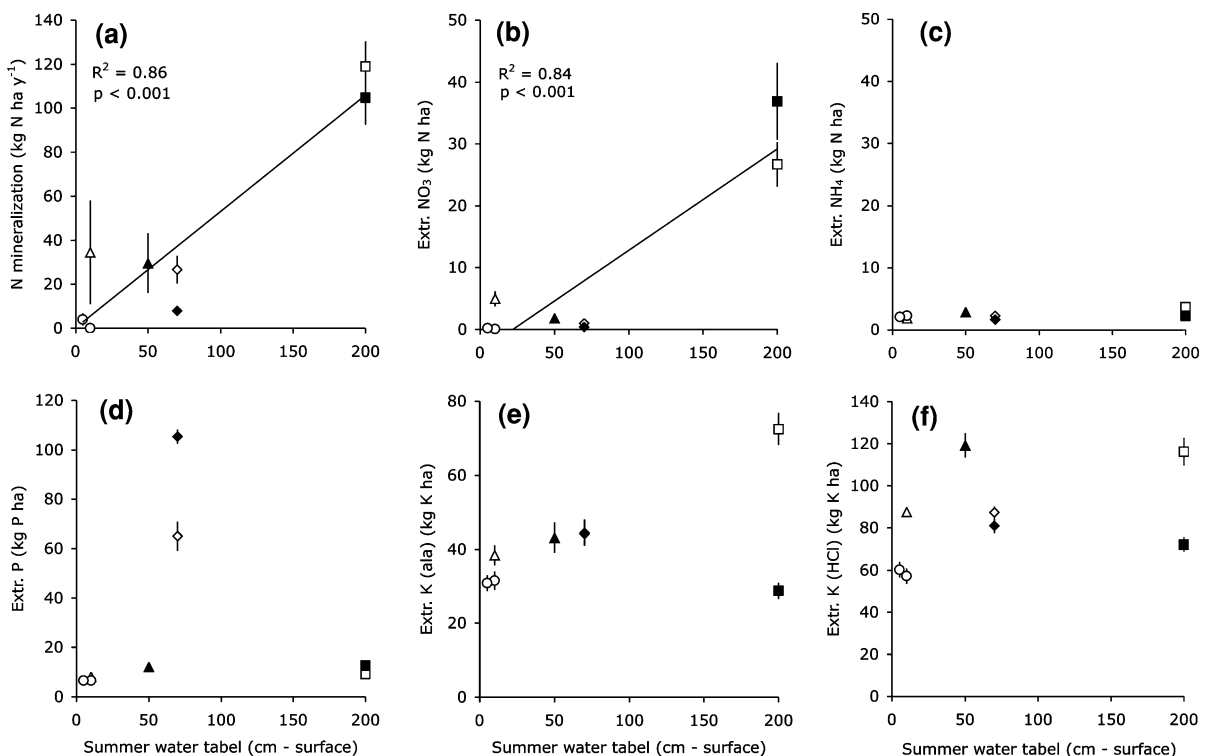 (a)
R² = 0.86
p < 0.001
N mineralization (kg N ha y⁻¹)
140
120
100
80
60
40
20
0
0 50 100 150 200
(b)
R² = 0.84
p < 0.001
Extr. NO₃ (kg N ha)
50
40
30
20
10
0
0 50 100 150 200
(c)
Extr. NH₄ (kg N ha)
50
40
30
20
10
0
0 50 100 150 200
(d)
Extr. P (kg P ha)
120
100
80
60
40
20
0
0 50 100 150 200
Summer water tabel (cm - surface)
(e)
Extr. K (ala) (kg K ha)
80
60
40
20
0
0 50 100 150 200
Summer water tabel (cm - surface)
(f)
Extr. K (HCl) (kg K ha)
140
120
100
80
60
40
20
0
0 50 100 150 200
Summer water tabel (cm - surface)